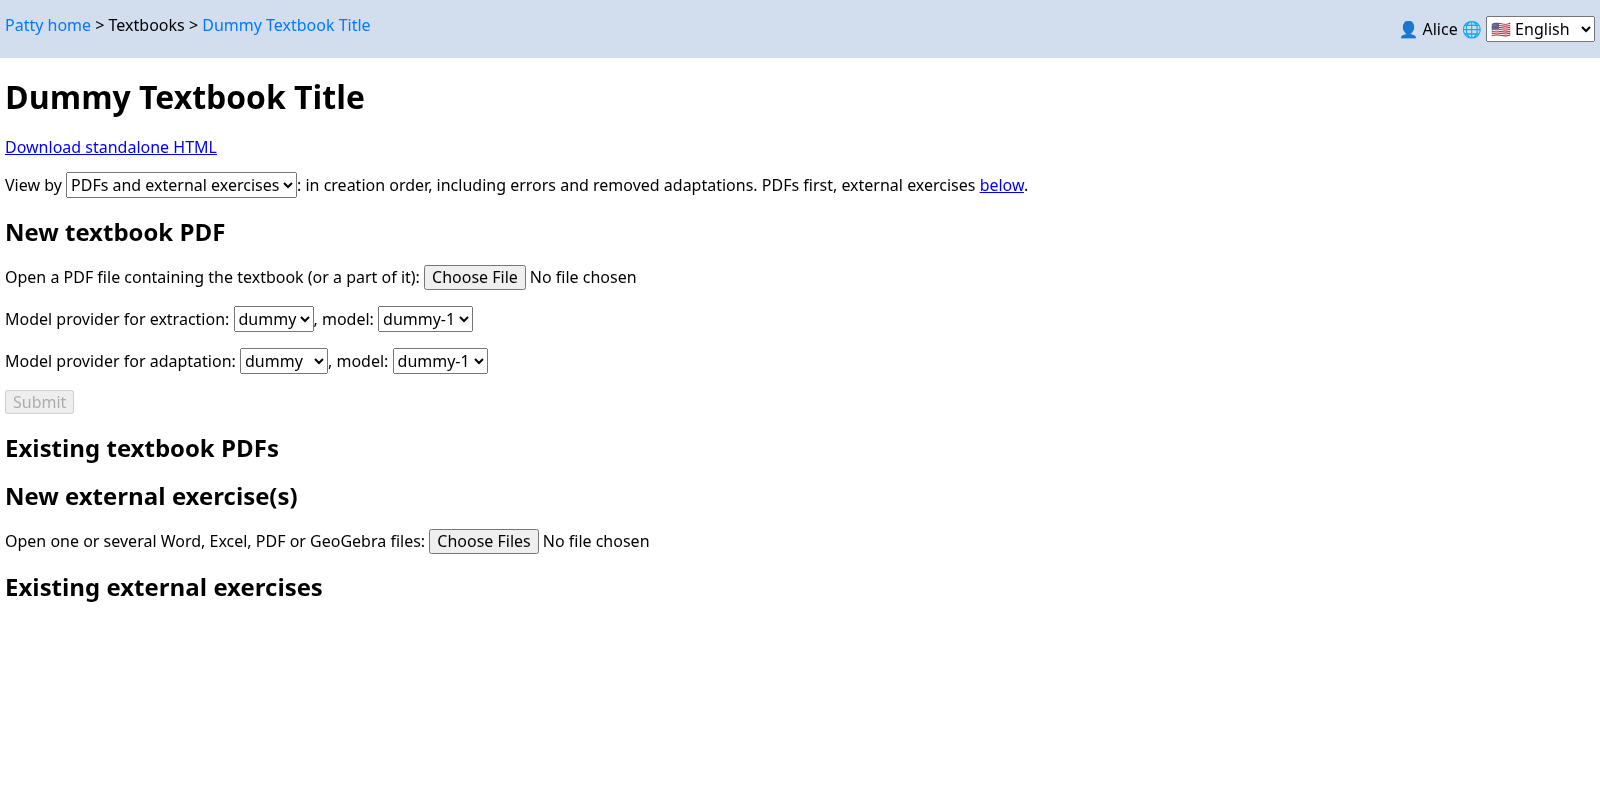 Patty home > Textbooks > Dummy Textbook Title
👤 Alice 🌐 🇺🇸 English
Dummy Textbook Title
Download standalone HTML
View by PDFs and external exercises: in creation order, including errors and removed adaptations. PDFs first, external exercises below.
New textbook PDF
Open a PDF file containing the textbook (or a part of it): Choose File No file chosen
Model provider for extraction: dummy, model: dummy-1
Model provider for adaptation: dummy, model: dummy-1
Submit
Existing textbook PDFs
New external exercise(s)
Open one or several Word, Excel, PDF or GeoGebra files: Choose Files No file chosen
Existing external exercises